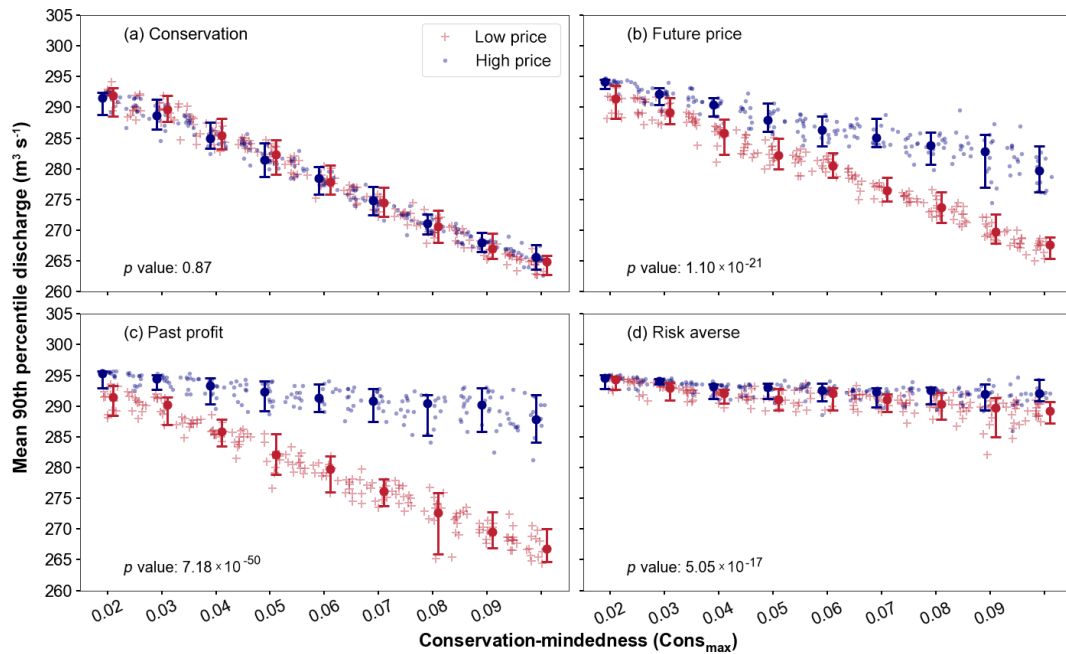 305
300
295
290
285
280
275
270
265
260
(a) Conservation
Low price
High price
p value: 0.87
(b) Future price
p value: 1.10 × 10⁻²¹
305
300
295
290
285
280
275
270
265
260
(c) Past profit
p value: 7.18 × 10⁻⁵⁰
(d) Risk averse
p value: 5.05 × 10⁻¹⁷
0.02 0.03 0.04 0.05 0.06 0.07 0.08 0.09
0.02 0.03 0.04 0.05 0.06 0.07 0.08 0.09
Mean 90th percentile discharge (m³ s⁻¹)
Conservation-mindedness (Consmax)